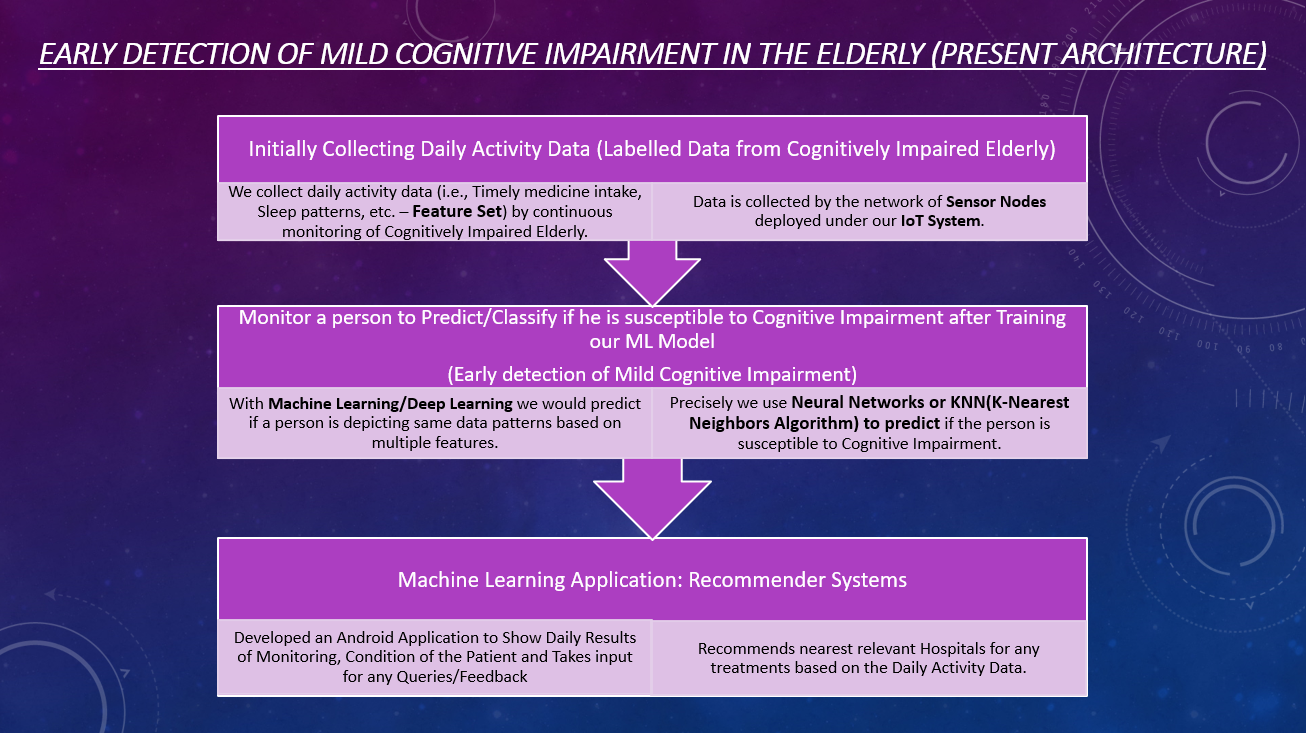 EARLY DETECTION OF MILD COGNITIVE IMPAIRMENT IN THE ELDERLY (PRESENT ARCHITECTURE)
Initially Collecting Daily Activity Data (Labelled Data from Cognitively Impaired Elderly)
We collect daily activity data (i.e., Timely medicine intake,
Sleep patterns, etc. – Feature Set) by continuous
monitoring of Cognitively Impaired Elderly.
Data is collected by the network of Sensor Nodes
deployed under our IoT System.
Monitor a person to Predict/Classify if he is susceptible to Cognitive Impairment after Training
our ML Model
(Early detection of Mild Cognitive Impairment)
With Machine Learning/Deep Learning we would predict
if a person is depicting same data patterns based on
multiple features.
Precisely we use Neural Networks or KNN(K-Nearest
Neighbors Algorithm) to predict if the person is
susceptible to Cognitive Impairment.
Machine Learning Application: Recommender Systems
Developed an Android Application to Show Daily Results
of Monitoring, Condition of the Patient and Takes input
for any Queries/Feedback
Recommends nearest relevant Hospitals for any
treatments based on the Daily Activity Data.